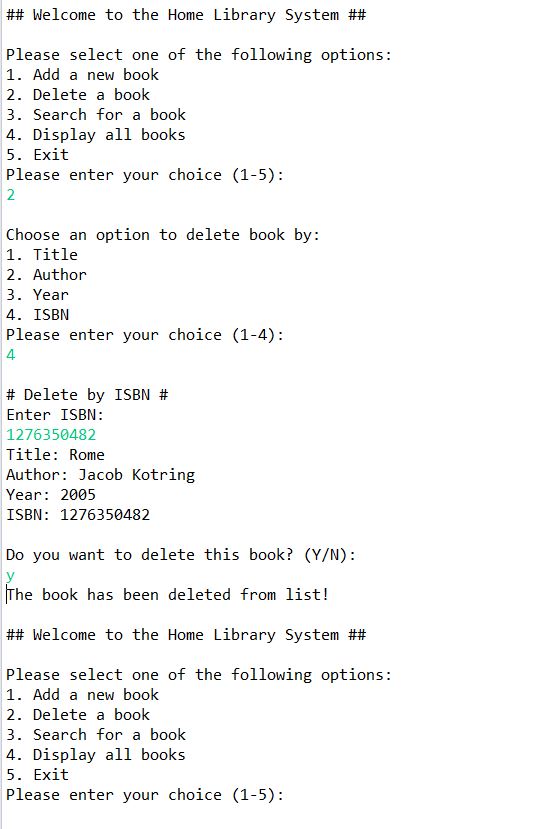 ## Welcome to the Home Library System ##
Please select one of the following options:
1. Add a new book
2. Delete a book
3. Search for a book
4. Display all books
5. Exit
Please enter your choice (1-5):
2
Choose an option to delete book by:
1. Title
2. Author
3. Year
4. ISBN
Please enter your choice (1-4):
4
# Delete by ISBN #
Enter ISBN:
1276350482
Title: Rome
Author: Jacob Kotring
Year: 2005
ISBN: 1276350482
Do you want to delete this book? (Y/N):
y
The book has been deleted from list!
## Welcome to the Home Library System ##
Please select one of the following options:
1. Add a new book
2. Delete a book
3. Search for a book
4. Display all books
5. Exit
Please enter your choice (1-5):